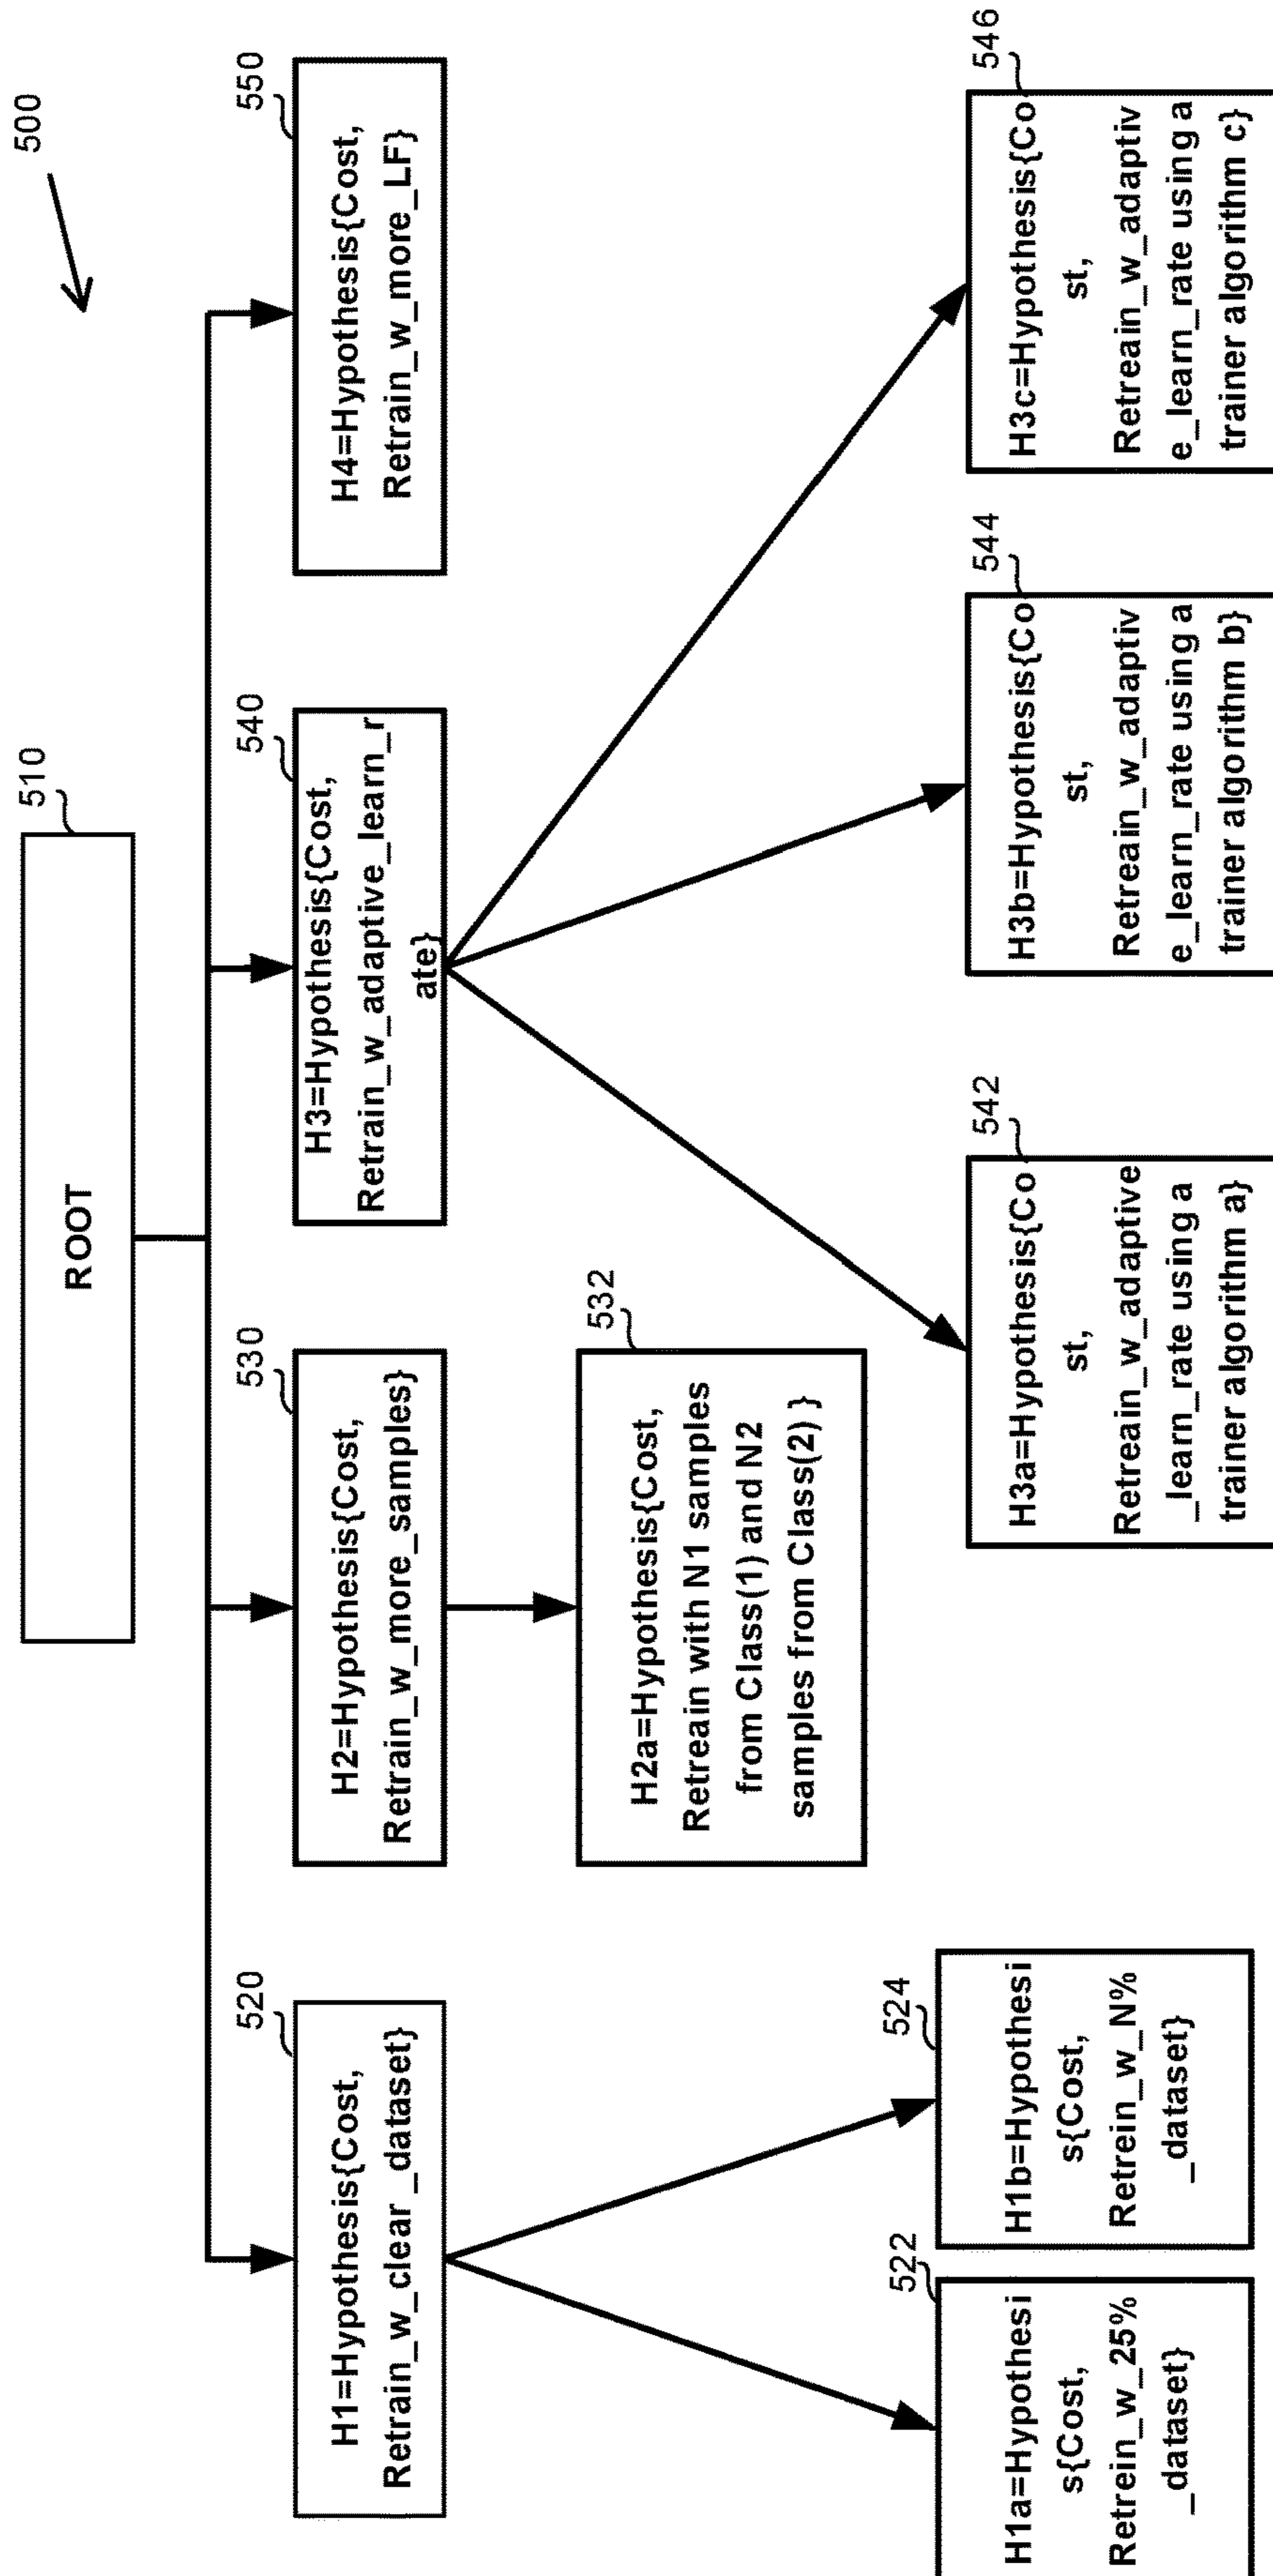 500
510
ROOT
520
H1=Hypothesis{Cost,
Retrain_w_clear _dataset}
530
H2=Hypothesis{Cost,
Retrain_w_more_samples}
540
H3=Hypothesis{Cost,
Retrain_w_adaptive_learn_r
ate}
550
H4=Hypothesis{Cost,
Retrain_w_more_LF}
522
H1a=Hypothesi
s{Cost,
Retrein_w_25%
_dataset}
524
H1b=Hypothesi
s{Cost,
Retrein_w_N%
_dataset}
532
H2a=Hypothesis{Cost,
Retreain with N1 samples
from Class(1) and N2
samples from Class(2) }
542
H3a=Hypothesis{Co
st,
Retreain_w_adaptive
_learn_rate using a
trainer algorithm a}
544
H3b=Hypothesis{Co
st,
Retreain_w_adaptiv
e_learn_rate using a
trainer algorithm b}
546
H3c=Hypothesis{Co
st,
Retreain_w_adaptiv
e_learn_rate using a
trainer algorithm c}